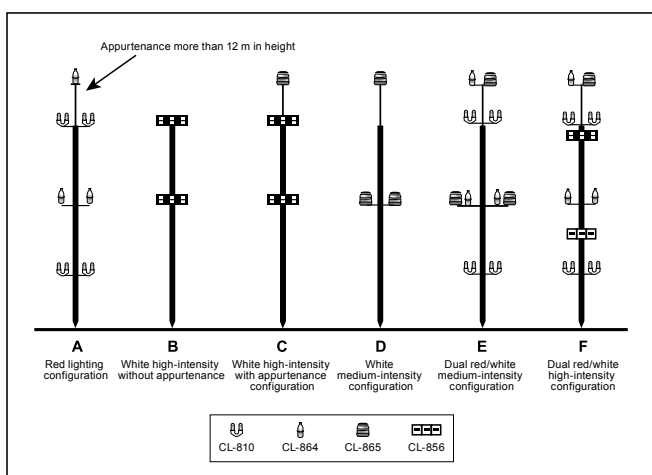 Appurtenance more than 12 m in height
A B C D E F
Red lighting configuration
White high-intensity without appurtenance
White high-intensity with appurtenance configuration
White medium-intensity configuration
Dual red/white medium-intensity configuration
Dual red/white high-intensity configuration
CL-810 CL-864 CL-865 CL-856